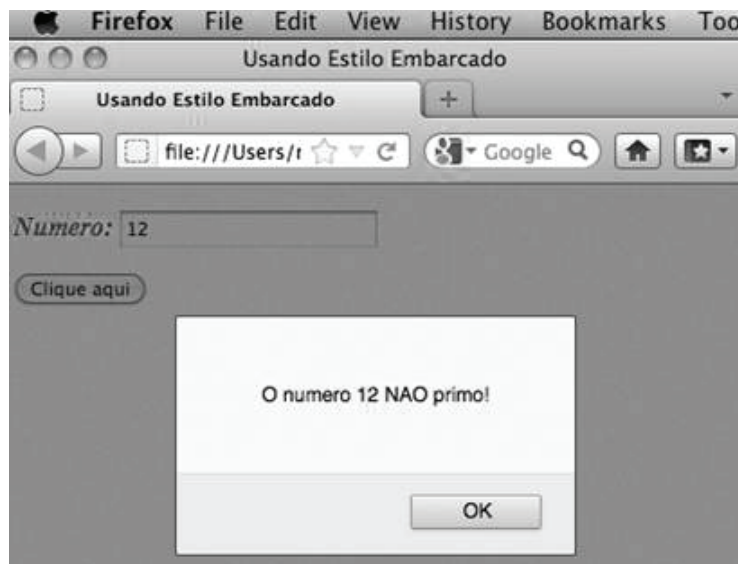 Firefox File Edit View History Bookmarks Too
Usando Estilo Embarcado
Usando Estilo Embarcado
file:///Users/r Google
Numero: 12
Clique aqui
O numero 12 NAO primo!
OK